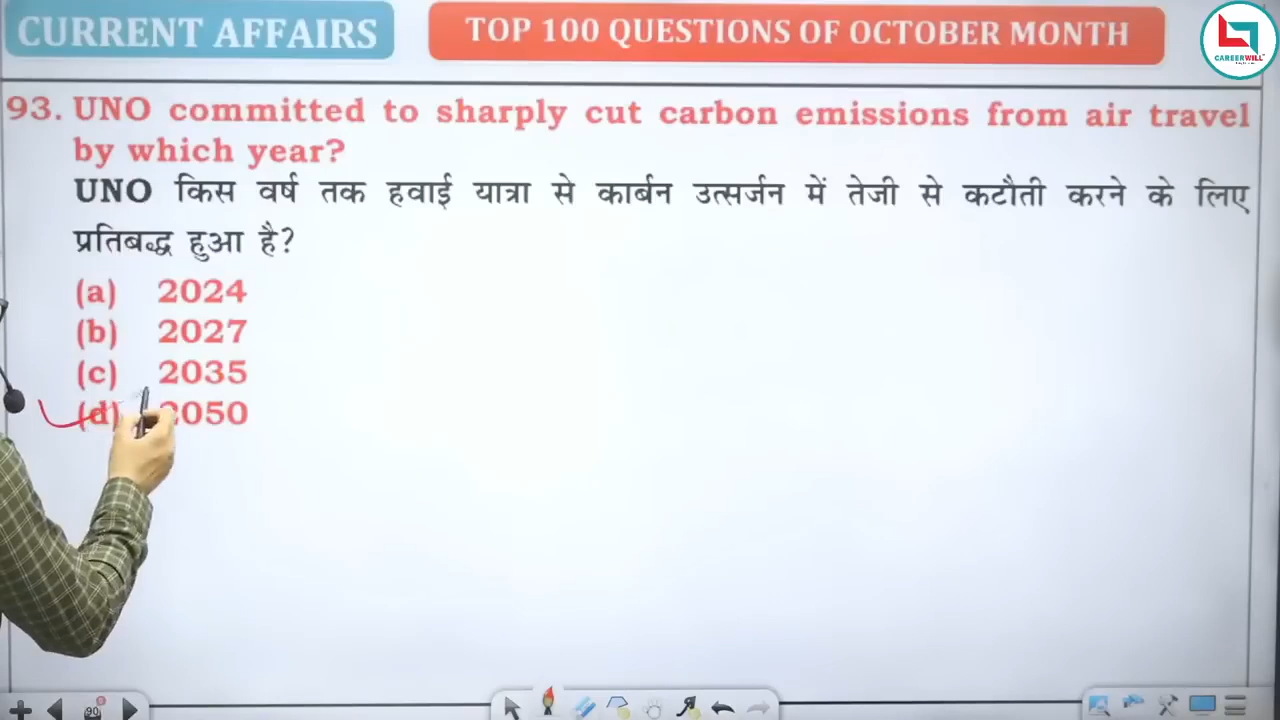 CURRENT AFFAIRS
TOP 100 QUESTIONS OF OCTOBER MONTH
CAREERWILL
93. UNO committed to sharply cut carbon emissions from air travel
by which year?
UNO किस वर्ष तक हवाई यात्रा से कार्बन उत्सर्जन में तेजी से कटौती करने के लिए
प्रतिबद्ध हुआ है?
(a) 2024
(b) 2027
(c) 2035
(d) 2050
90